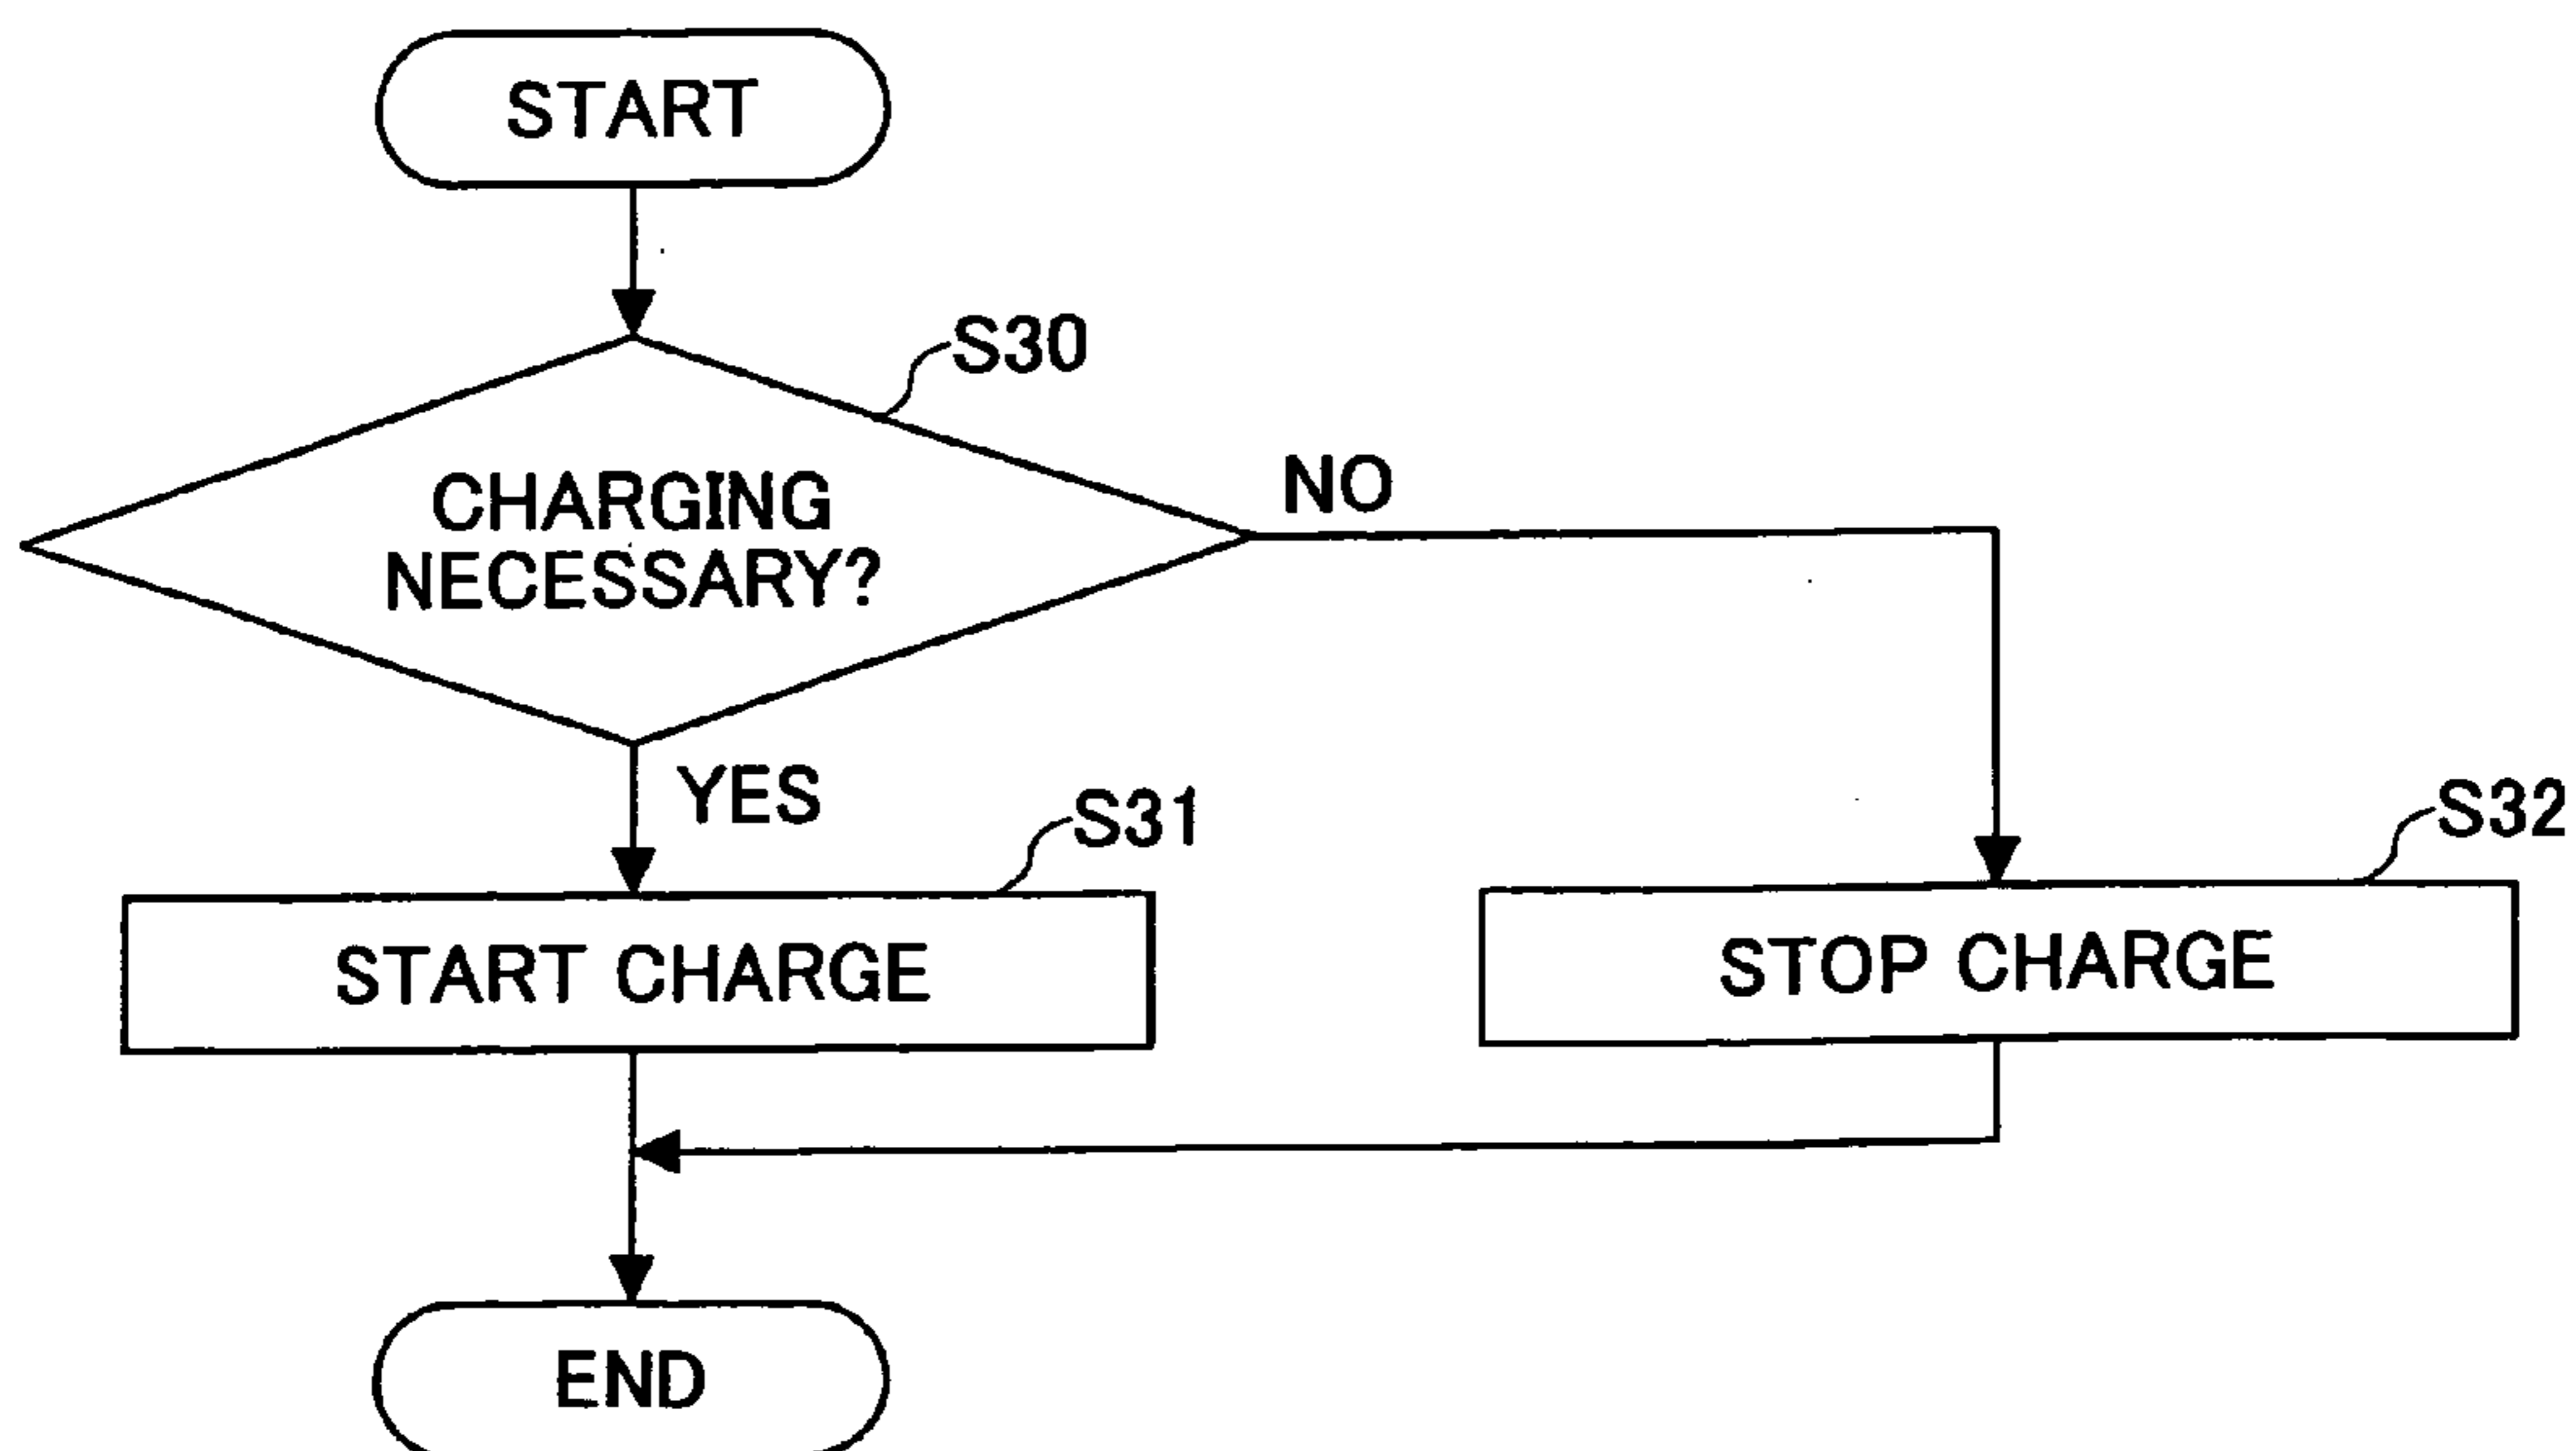 START
S30
CHARGING
NECESSARY?
NO
YES
S31
S32
START CHARGE
STOP CHARGE
END